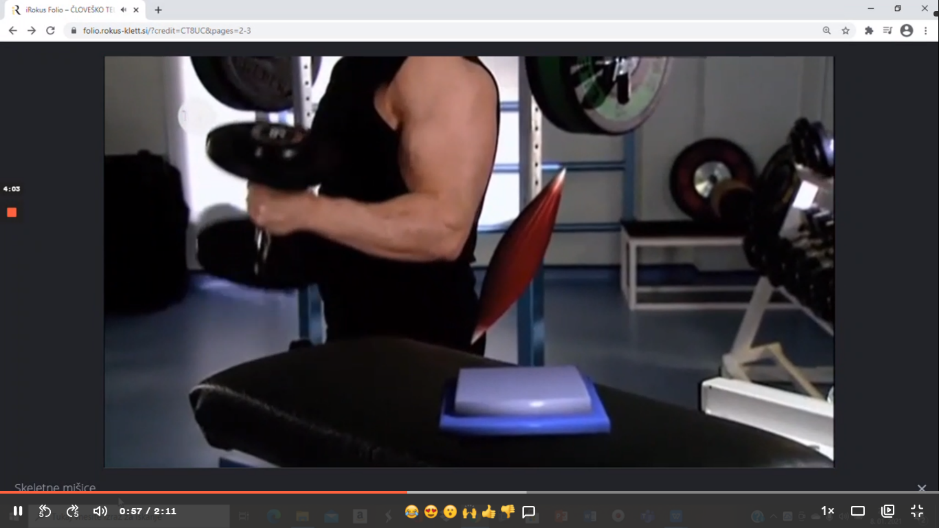 iRokus Folio – ČLOVEŠKO TE
folio.rokus-klett.si/?credit=CT8UC&pages=2-3
4:03
Skeletne mišice
0:57 / 2:11
1×